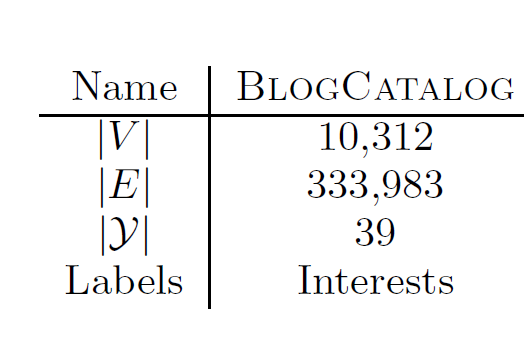 Name BLOGCATALOG
|V| 10,312
|E| 333,983
|𝒴| 39
Labels Interests